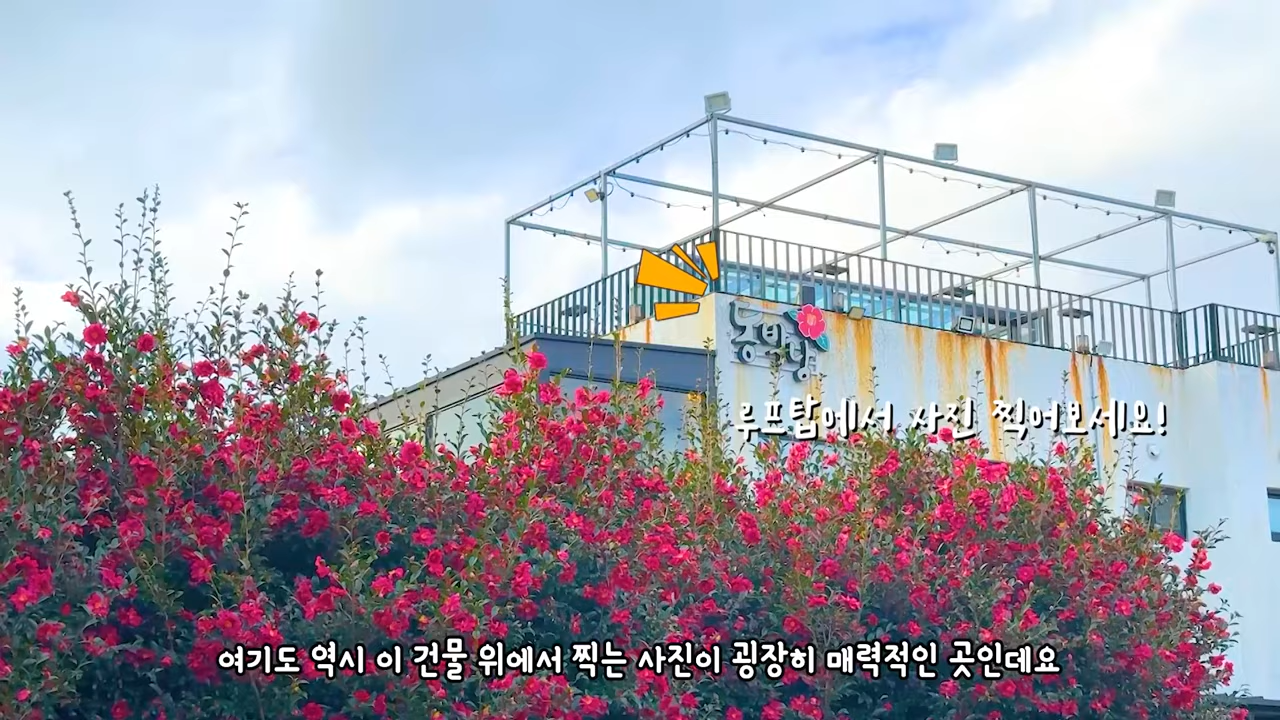 동박낭
루프탑에서 사진 찍어보세요!
여기도 역시 이 건물 위에서 찍는 사진이 굉장히 매력적인 곳인데요